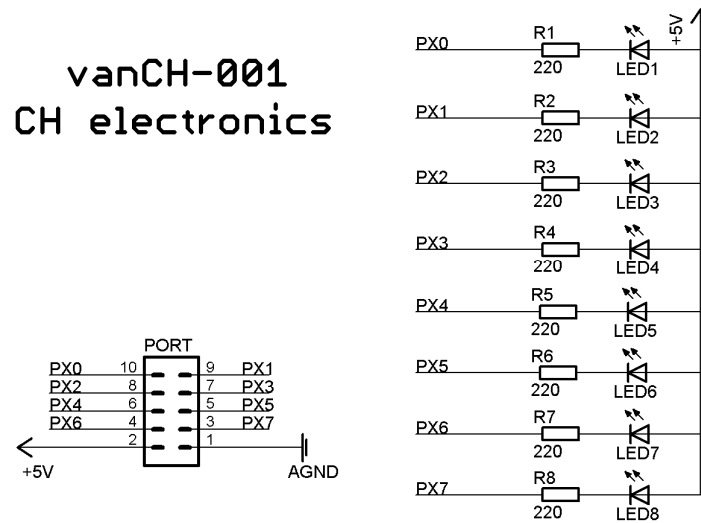 vanCH-001
CH electronics
+5V
PX0 R1 220 LED1
PX1 R2 220 LED2
PX2 R3 220 LED3
PX3 R4 220 LED4
PX4 R5 220 LED5
PX5 R6 220 LED6
PX6 R7 220 LED7
PX7 R8 220 LED8
PORT
PX0 10 9 PX1
PX2 8 7 PX3
PX4 6 5 PX5
PX6 4 3 PX7
2 1
+5V AGND